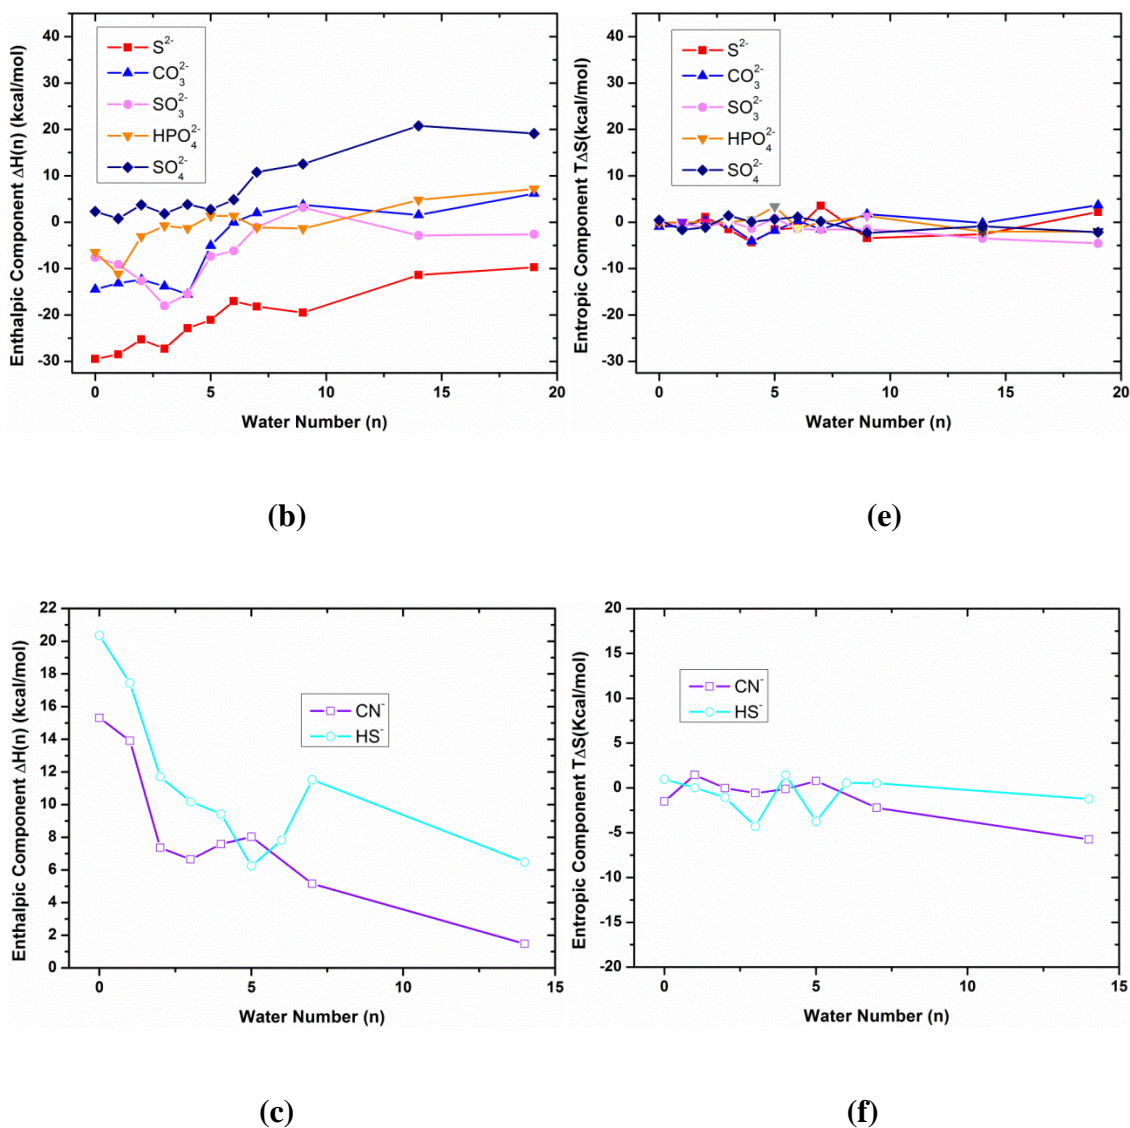 Enthalpic Component ΔH(n) (kcal/mol)
40
30
20
10
0
-10
-20
-30
S²⁻
CO₃²⁻
SO₃²⁻
HPO₄²⁻
SO₄²⁻
0 5 10 15 20
Water Number (n)
(b)
Entropic Component TΔS(kcal/mol)
40
30
20
10
0
-10
-20
-30
S²⁻
CO₃²⁻
SO₃²⁻
HPO₄²⁻
SO₄²⁻
0 5 10 15 20
Water Number (n)
(e)
Enthalpic Component ΔH(n) (kcal/mol)
22
20
18
16
14
12
10
8
6
4
2
0
CN⁻
HS⁻
0 5 10 15
Water Number (n)
(c)
Entropic Component TΔS(Kcal/mol)
20
15
10
5
0
-5
-10
-15
-20
CN⁻
HS⁻
0 5 10 15
Water Number (n)
(f)